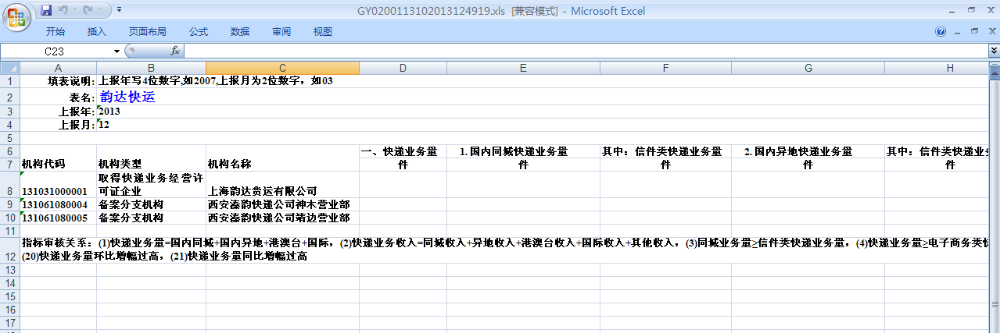 GY0200113102013124919.xls [兼容模式] - Microsoft Excel
开始 插入 页面布局 公式 数据 审阅 视图
C23 fx
A B C D E F G H
1 填表说明: 上报年写4位数字,如2007,上报月为2位数字，如03
2 表名: 韵达快运
3 上报年: 2013
4 上报月: 12
5
6 一、快递业务量 1.国内同城快递业务量 其中：信件类快递业务量 2.国内异地快递业务量 其中：信件类快递业务
7 机构代码 机构类型 机构名称 件 件 件 件 件
取得快递业务经营许
8 131031000001 可证企业 上海韵达货运有限公司
9 131061080004 备案分支机构 西安秦韵快递公司神木营业部
10 131061080005 备案分支机构 西安秦韵快递公司靖边营业部
11
指标审核关系：(1)快递业务量=国内同城+国内异地+港澳台+国际，(2)快递业务收入=同城收入+异地收入+港澳台收入+国际收入+其他收入，(3)同城业务量≥信件类快递业务量，(4)快递业务量≥电子商务类快
12 (20)快递业务量环比增幅过高，(21)快递业务量同比增幅过高
13
14
15
16
17